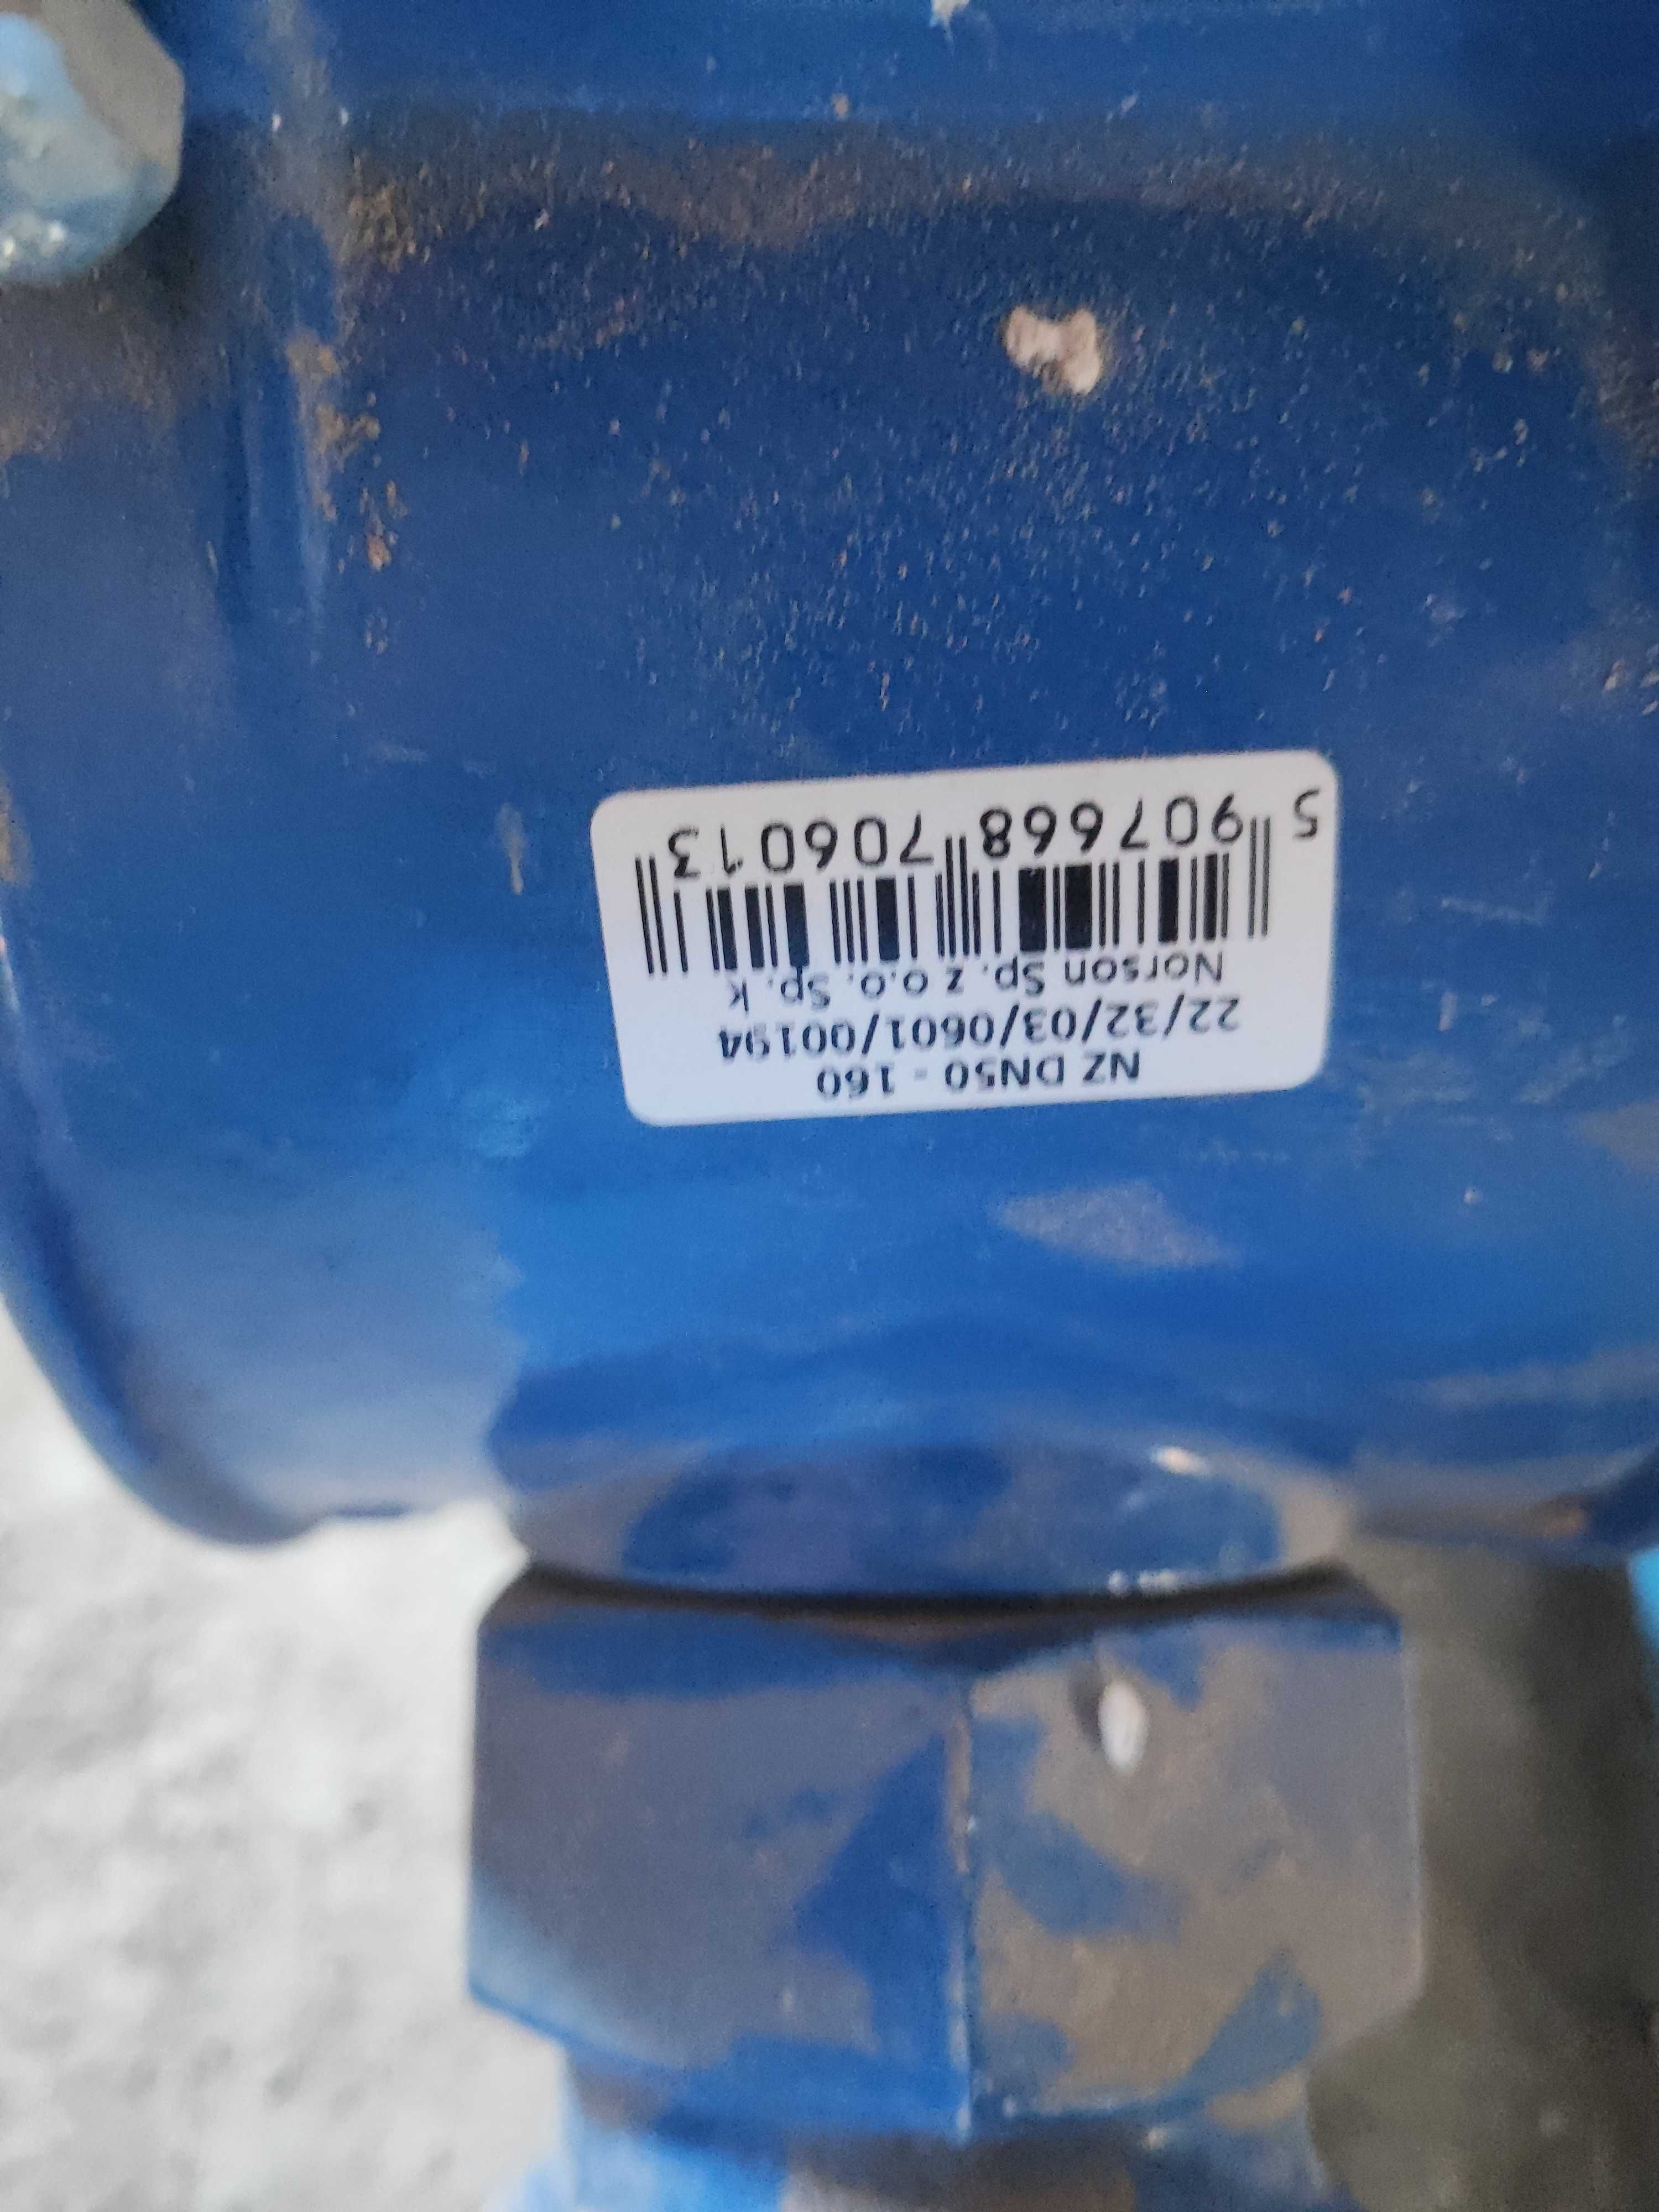 NZ DN50 - 160
22/32/03/0601/00194
Norson Sp. z o.o. Sp. k
5 907668 706013